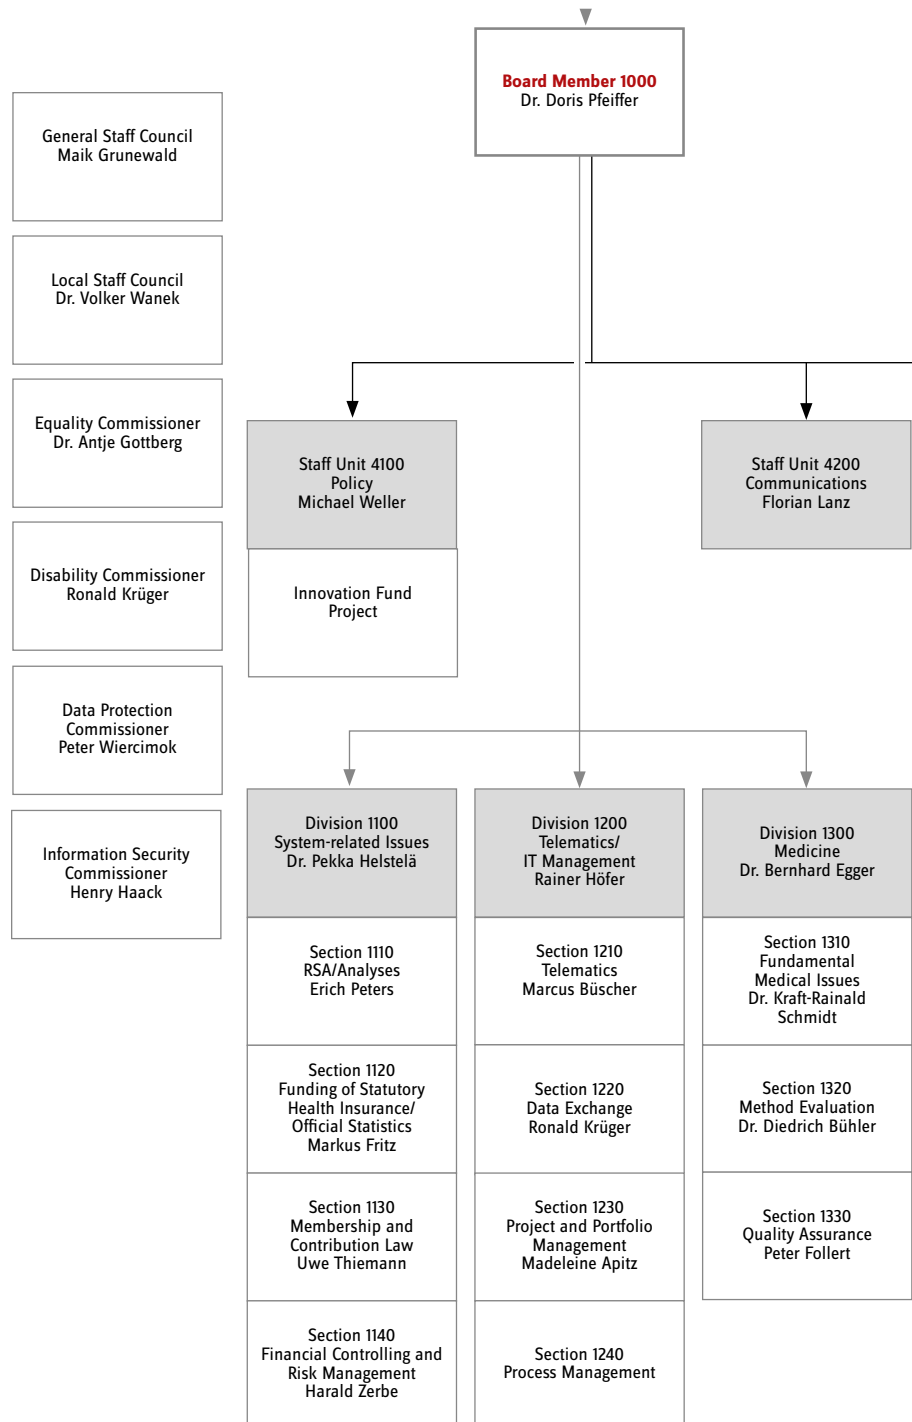 Board Member 1000
Dr. Doris Pfeiffer
General Staff Council
Maik Grunewald
Local Staff Council
Dr. Volker Wanek
Equality Commissioner
Dr. Antje Gottberg
Disability Commissioner
Ronald Krüger
Data Protection
Commissioner
Peter Wiercimok
Information Security
Commissioner
Henry Haack
Staff Unit 4100
Policy
Michael Weller
Innovation Fund
Project
Staff Unit 4200
Communications
Florian Lanz
Division 1100
System-related Issues
Dr. Pekka Helstelä
Section 1110
RSA/Analyses
Erich Peters
Section 1120
Funding of Statutory
Health Insurance/
Official Statistics
Markus Fritz
Section 1130
Membership and
Contribution Law
Uwe Thiemann
Section 1140
Financial Controlling and
Risk Management
Harald Zerbe
Division 1200
Telematics/
IT Management
Rainer Höfer
Section 1210
Telematics
Marcus Büscher
Section 1220
Data Exchange
Ronald Krüger
Section 1230
Project and Portfolio
Management
Madeleine Apitz
Section 1240
Process Management
Division 1300
Medicine
Dr. Bernhard Egger
Section 1310
Fundamental
Medical Issues
Dr. Kraft-Rainald
Schmidt
Section 1320
Method Evaluation
Dr. Diedrich Bühler
Section 1330
Quality Assurance
Peter Follert